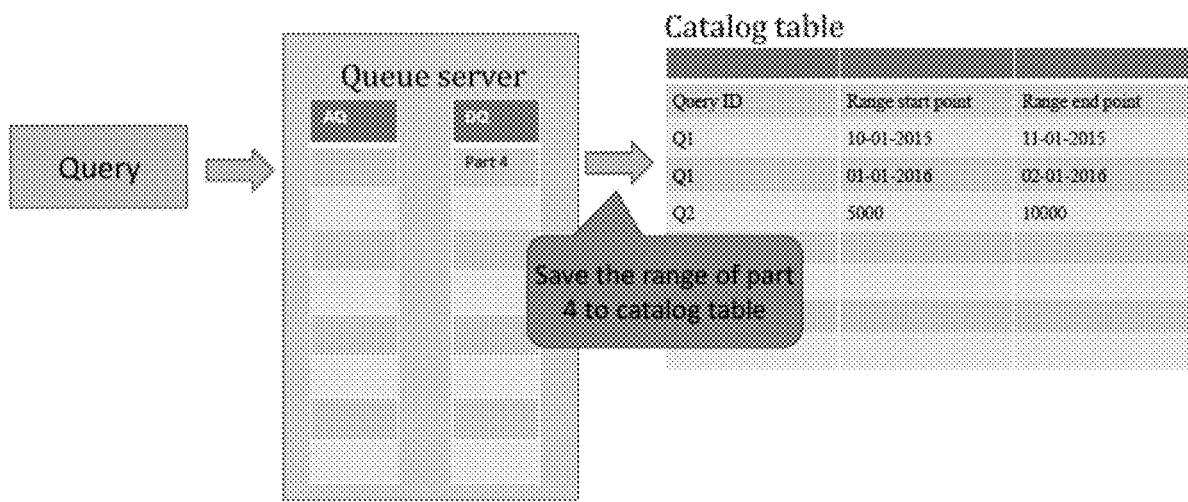 Catalog table
Queue server
Query
AQ
DQ
Part 4
Query ID Range start point Range end point
Q1 10-01-2015 11-01-2015
Q1 01-01-2016 02-01-2016
Q2 5000 10000
Save the range of part
4 to catalog table